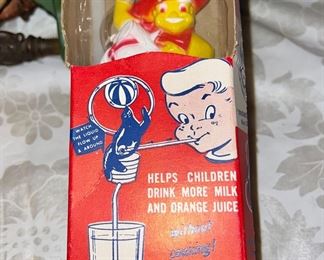 WATCH
THE LIQUID
FLOW UP
& AROUND
HELPS CHILDREN
DRINK MORE MILK
AND ORANGE JUICE
without
coaxing!